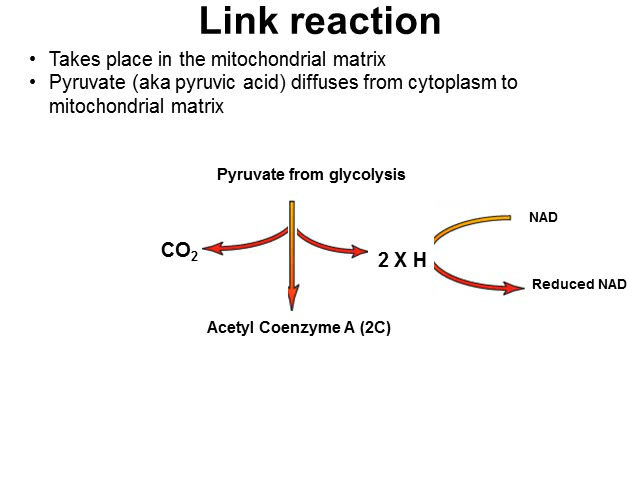 Link reaction
• Takes place in the mitochondrial matrix
• Pyruvate (aka pyruvic acid) diffuses from cytoplasm to
mitochondrial matrix
Pyruvate from glycolysis
NAD
CO₂
2 X H
Reduced NAD
Acetyl Coenzyme A (2C)